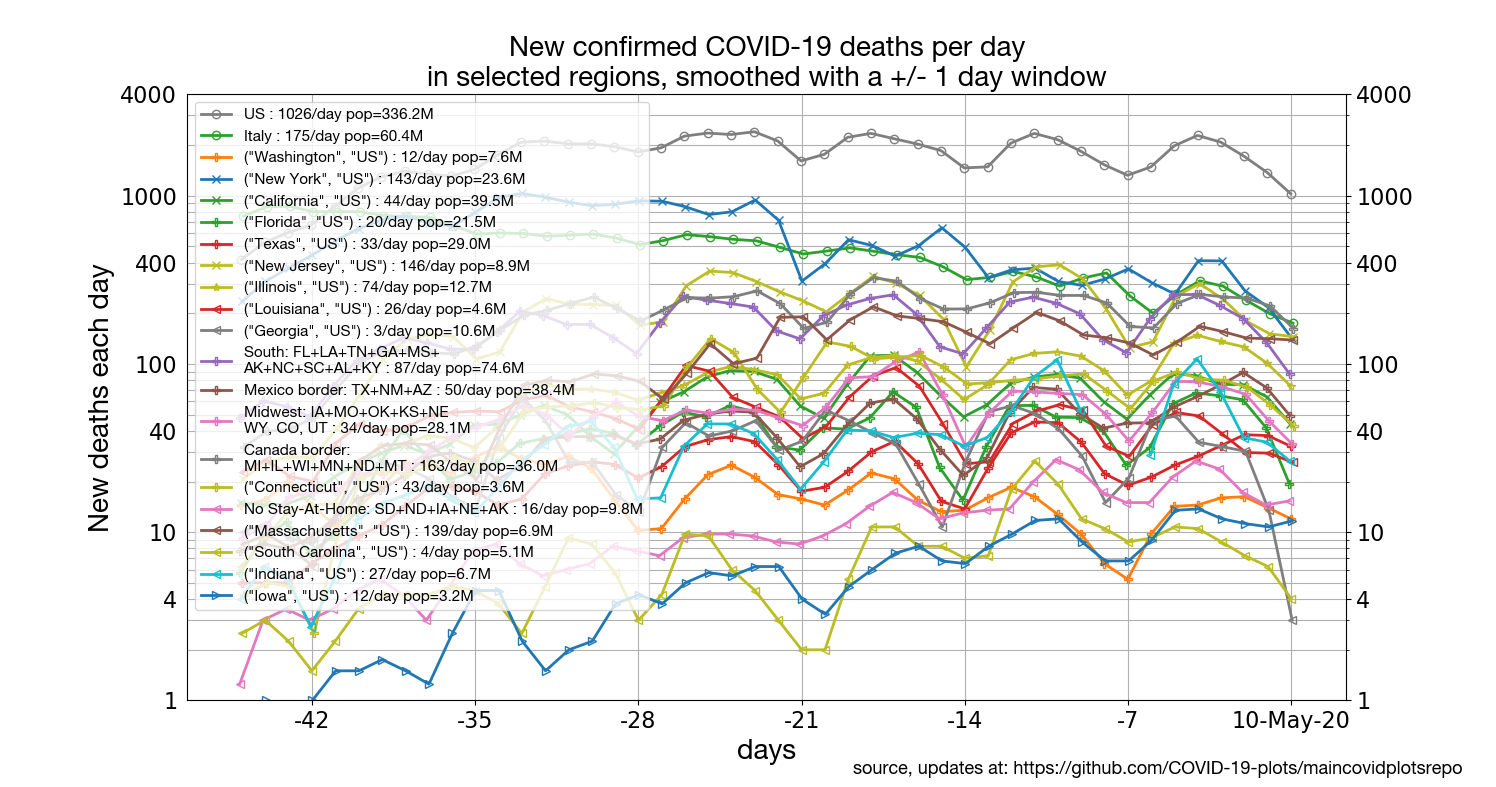 New confirmed COVID-19 deaths per day
in selected regions, smoothed with a +/- 1 day window
4000
1000
400
100
40
10
4
1
New deaths each day
US : 1026/day pop=336.2M
Italy : 175/day pop=60.4M
("Washington", "US") : 12/day pop=7.6M
("New York", "US") : 143/day pop=23.6M
("California", "US") : 44/day pop=39.5M
("Florida", "US") : 20/day pop=21.5M
("Texas", "US") : 33/day pop=29.0M
("New Jersey", "US") : 146/day pop=8.9M
("Illinois", "US") : 74/day pop=12.7M
("Louisiana", "US") : 26/day pop=4.6M
("Georgia", "US") : 3/day pop=10.6M
South: FL+LA+TN+GA+MS+
AK+NC+SC+AL+KY : 87/day pop=74.6M
Mexico border: TX+NM+AZ : 50/day pop=38.4M
Midwest: IA+MO+OK+KS+NE
WY, CO, UT : 34/day pop=28.1M
Canada border:
MI+IL+WI+MN+ND+MT : 163/day pop=36.0M
("Connecticut", "US") : 43/day pop=3.6M
No Stay-At-Home: SD+ND+IA+NE+AK : 16/day pop=9.8M
("Massachusetts", "US") : 139/day pop=6.9M
("South Carolina", "US") : 4/day pop=5.1M
("Indiana", "US") : 27/day pop=6.7M
("Iowa", "US") : 12/day pop=3.2M
4000
1000
400
100
40
10
4
1
-42 -35 -28 -21 -14 -7 10-May-20
days
source, updates at: https://github.com/COVID-19-plots/maincovidplotsrepo